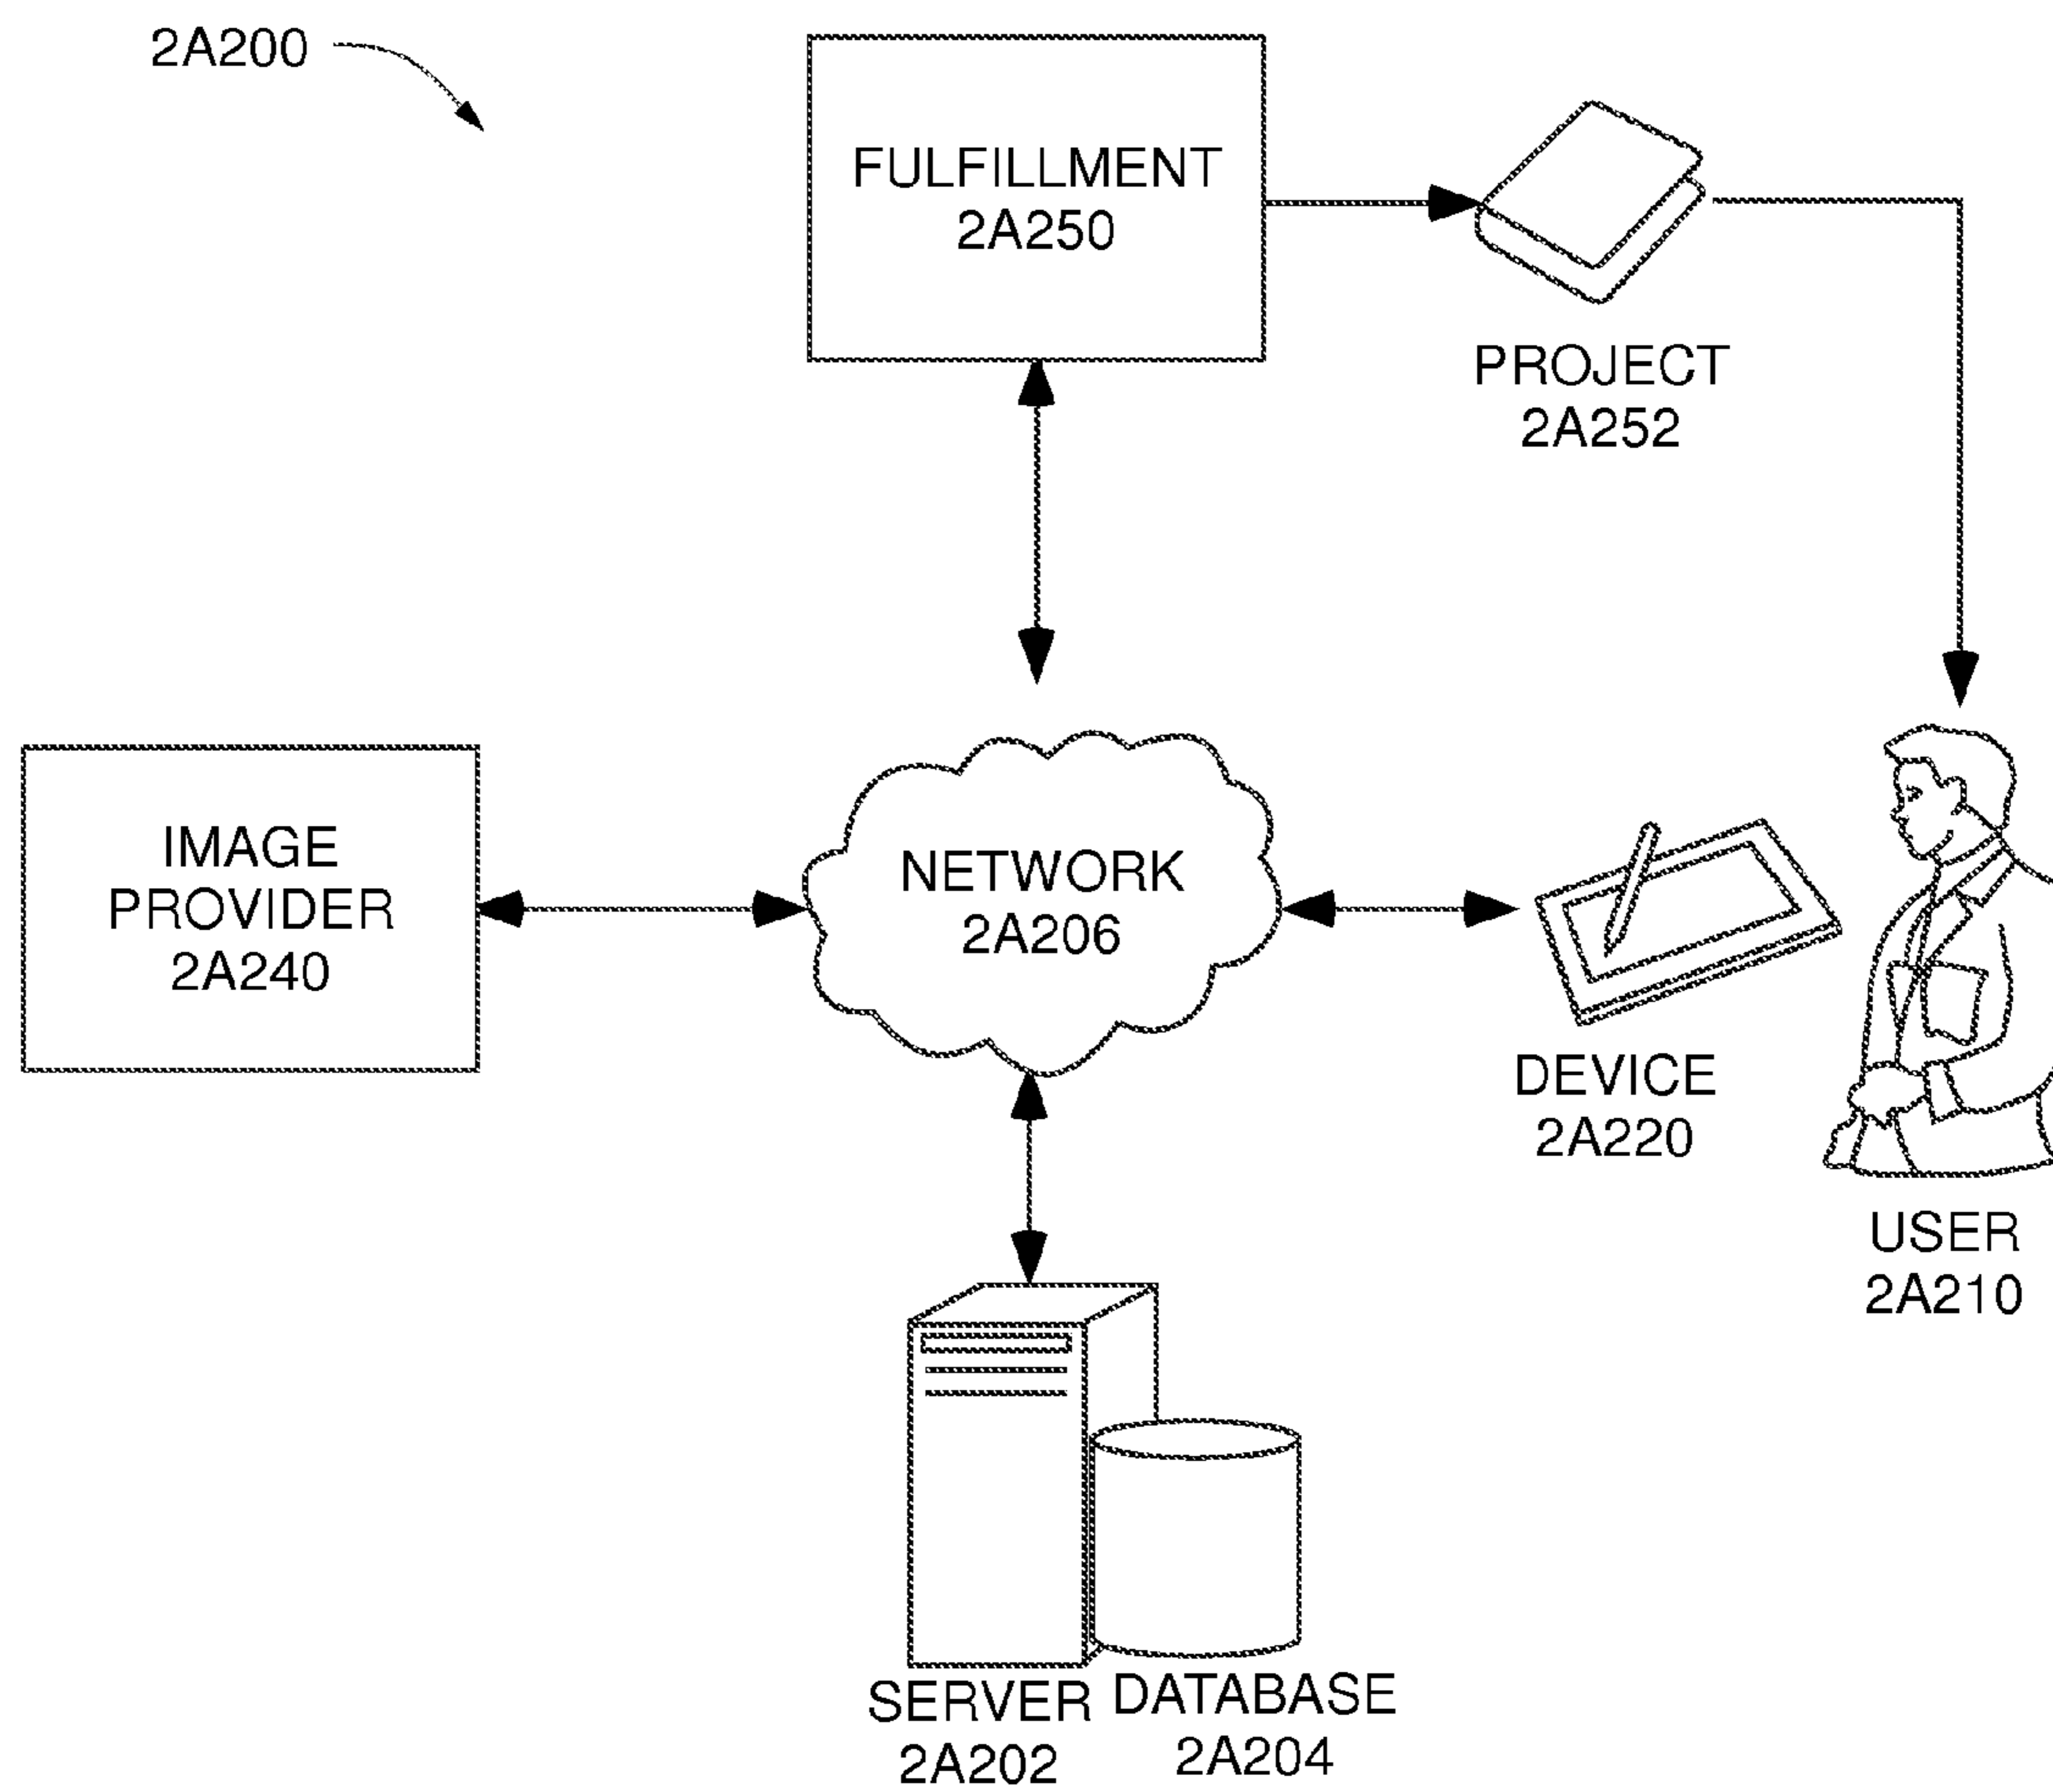 2A200
FULFILLMENT
2A250
PROJECT
2A252
IMAGE
PROVIDER
2A240
NETWORK
2A206
DEVICE
2A220
USER
2A210
SERVER
2A202
DATABASE
2A204